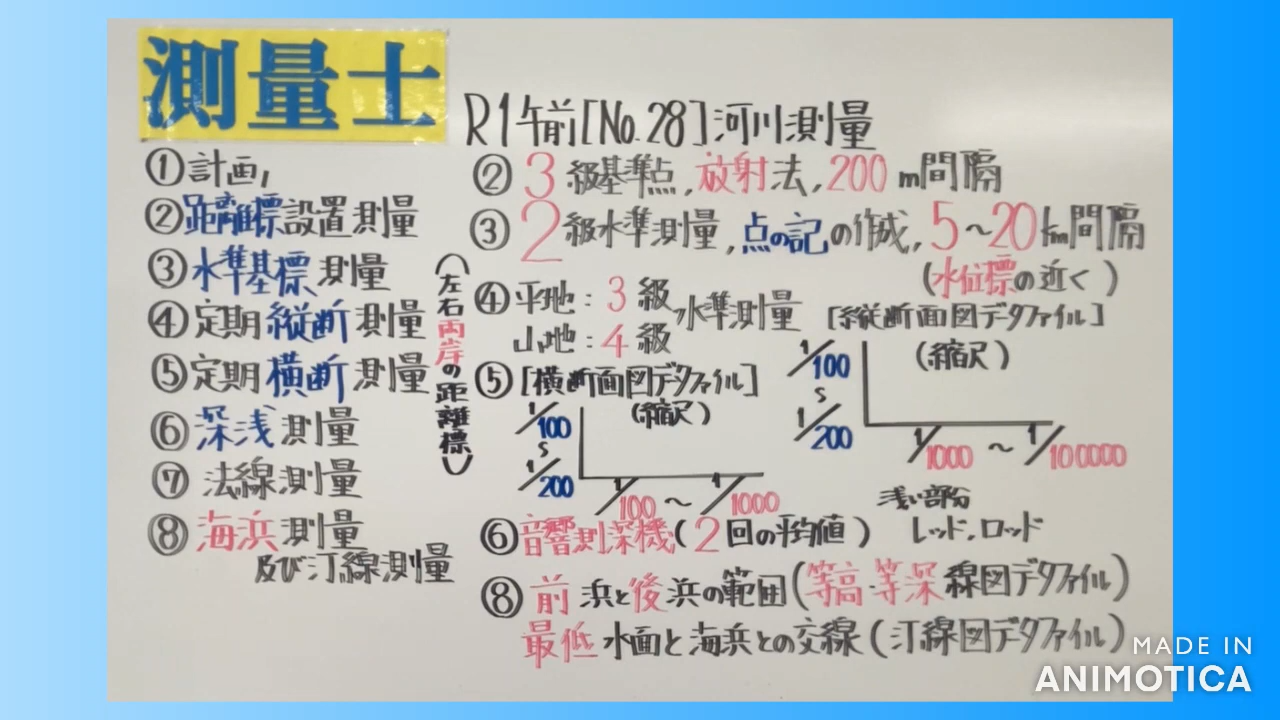 測量士
R1午前[No.28]河川測量
①計画,
②距離標設置測量
③水準基標測量
④定期縦断測量
⑤定期横断測量
⑥深浅測量
⑦法線測量
⑧海浜測量
及び汀線測量
(左右両岸の距離標)
②3級基準点,放射法,200m間隔
③2級水準測量,点の記の作成,5~20km間隔
(水位標の近く)
④平地:3級
山地:4級
水準測量
[縦断面図データファイル]
(縮尺)
1/100
~
1/200
1/1000 ~ 1/100000
⑤[横断面図データファイル]
(縮尺)
1/100
~
1/200
1/100 ~ 1/1000
浅い部分
レッド,ロッド
⑥音響測深機(2回の平均値)
⑧前浜と後浜の範囲(等高・等深線図データファイル)
最低水面と海浜との交線(汀線図データファイル)
MADE IN
ANIMOTICA